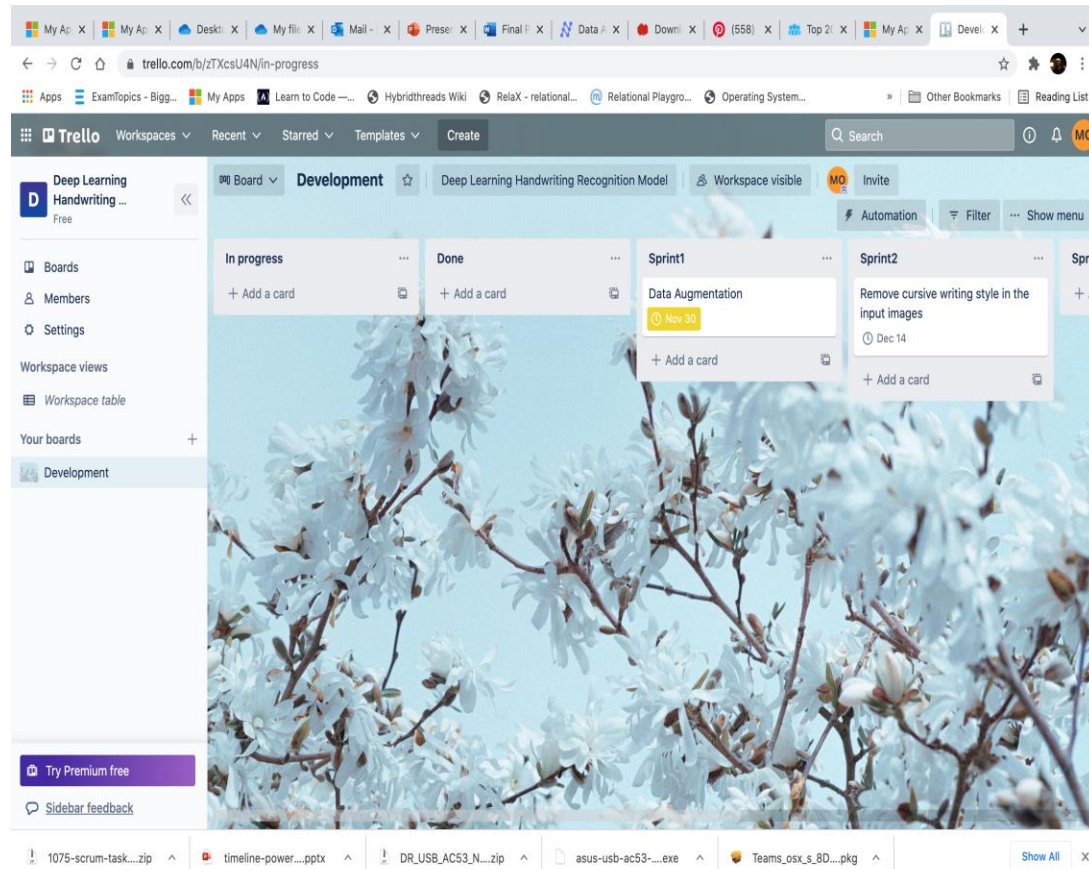 My Ap My Ap Deskto My file Mail - Preser Final F Data A Downl (558) Top 20 My Ap Develo
trello.com/b/zTXcsU4N/in-progress
Apps ExamTopics - Bigg... My Apps Learn to Code —... Hybridthreads Wiki RelaX - relational... Relational Playgro... Operating System... » Other Bookmarks Reading List
Trello Workspaces Recent Starred Templates Create Search MO
D
Deep Learning
Handwriting ...
Free
Board Development Deep Learning Handwriting Recognition Model Workspace visible MO Invite
Automation Filter ... Show menu
Boards
Members
Settings
Workspace views
Workspace table
Your boards +
Development
In progress ...
+ Add a card
Done ...
+ Add a card
Sprint1 ...
Data Augmentation
Nov 30
+ Add a card
Sprint2 ...
Remove cursive writing style in the
input images
Dec 14
+ Add a card
Spr
+
Try Premium free
Sidebar feedback
1075-scrum-task....zip timeline-power....pptx DR_USB_AC53_N....zip asus-usb-ac53-....exe Teams_osx_s_8D....pkg Show All X